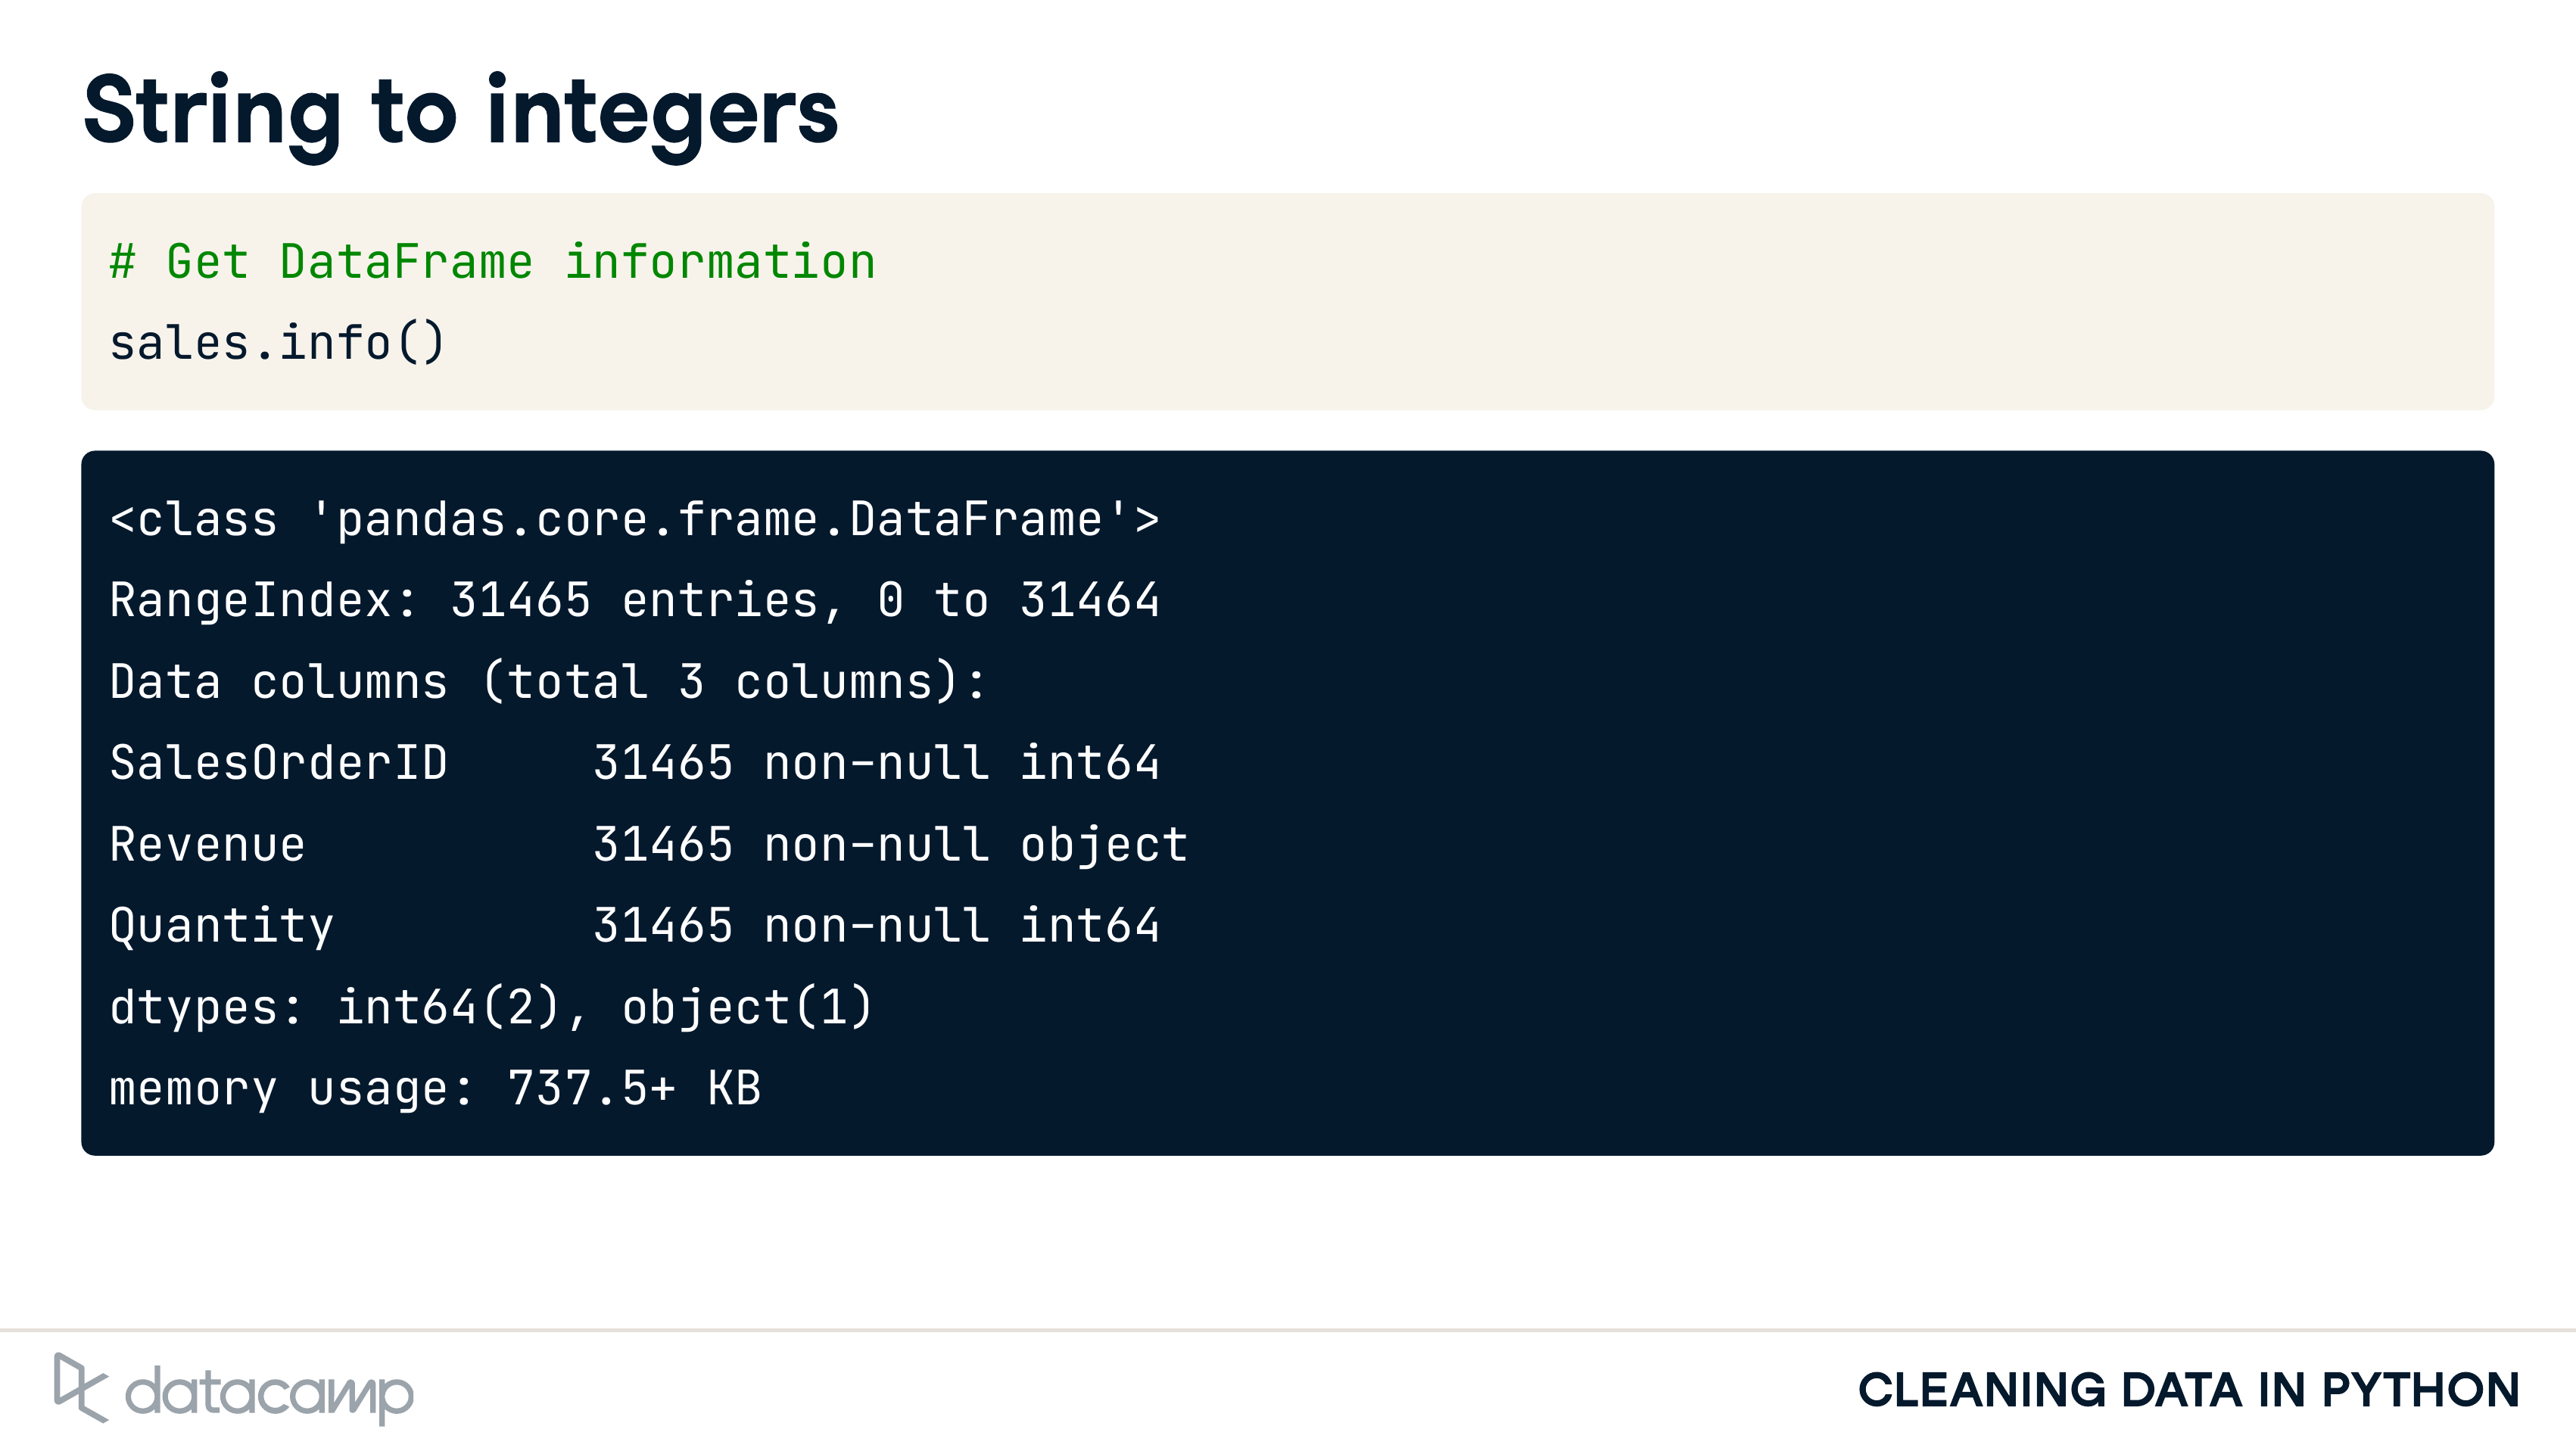 String to integers
# Get DataFrame information
sales.info()
<class 'pandas.core.frame.DataFrame'>
RangeIndex: 31465 entries, 0 to 31464
Data columns (total 3 columns):
SalesOrderID     31465 non-null int64
Revenue          31465 non-null object
Quantity         31465 non-null int64
dtypes: int64(2), object(1)
memory usage: 737.5+ KB
datacamp
CLEANING DATA IN PYTHON